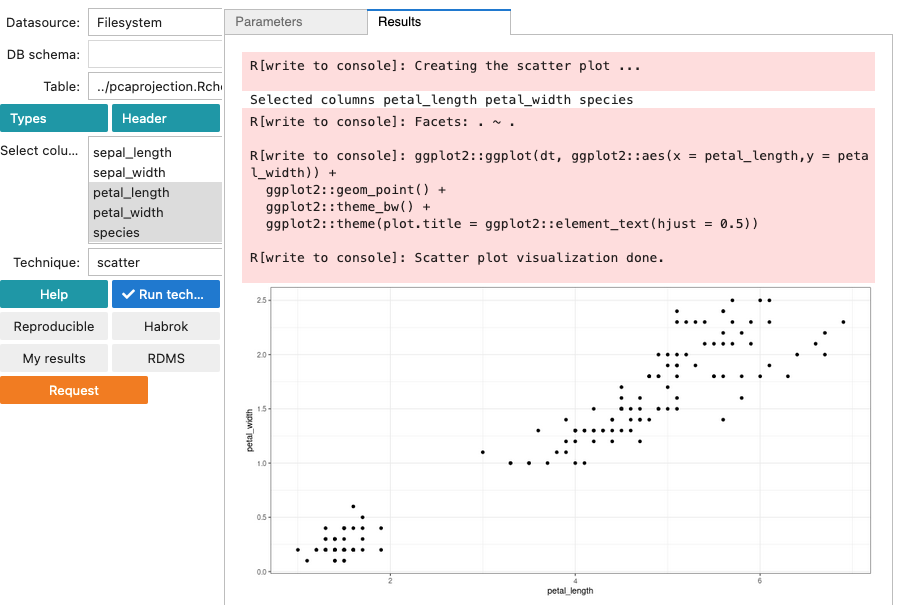 Datasource:
Filesystem
DB schema:
Table:
../pcaprojection.Rch
Types
Header
Select colu...
sepal_length
sepal_width
petal_length
petal_width
species
Technique:
scatter
Help
✔ Run tech...
Reproducible
Habrok
My results
RDMS
Request
Parameters
Results
R[write to console]: Creating the scatter plot ...
Selected columns petal_length petal_width species
R[write to console]: Facets: . ~ .
R[write to console]: ggplot2::ggplot(dt, ggplot2::aes(x = petal_length,y = peta
l_width)) +
  ggplot2::geom_point() +
  ggplot2::theme_bw() +
  ggplot2::theme(plot.title = ggplot2::element_text(hjust = 0.5))
R[write to console]: Scatter plot visualization done.
petal_width
2.5
2.0
1.5
1.0
0.5
0.0
2
4
6
petal_length